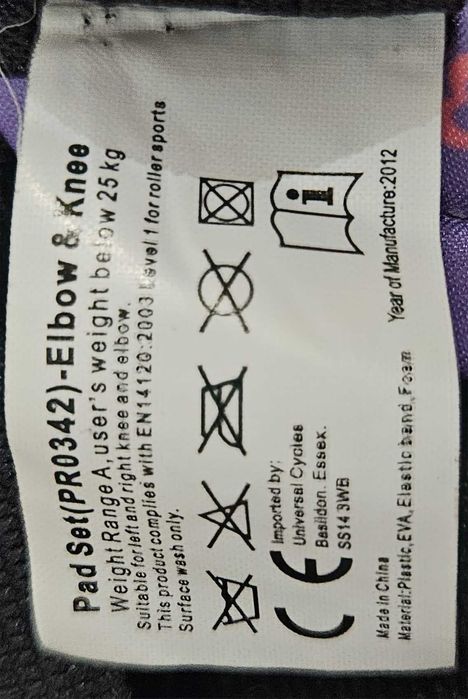 Pad Set(PR0342)-Elbow & Knee
Weight Range A, user's weight below 25 kg
Suitable for left and right knee and elbow.
This product complies with EN14120:2003 Level 1 for roller sports
Surface wash only.
CE
Imported by;
Universal Cycles
Basildon. Essex.
SS14 3WB
i
Made in China
Material:Plastic,EVA, Elastic band, Foam
Year of Manufacture:2012